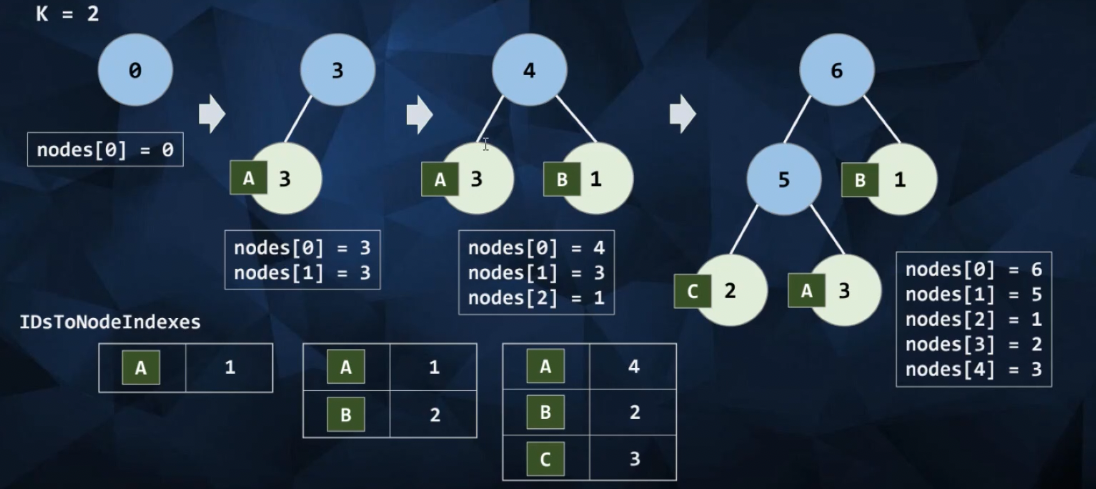 K = 2
0
3
4
6
nodes[0] = 0
A 3
A 3
B 1
5
B 1
nodes[0] = 3
nodes[1] = 3
nodes[0] = 4
nodes[1] = 3
nodes[2] = 1
C 2
A 3
nodes[0] = 6
nodes[1] = 5
nodes[2] = 1
nodes[3] = 2
nodes[4] = 3
IDsToNodeIndexes
A 1
A 1
B 2
A 4
B 2
C 3